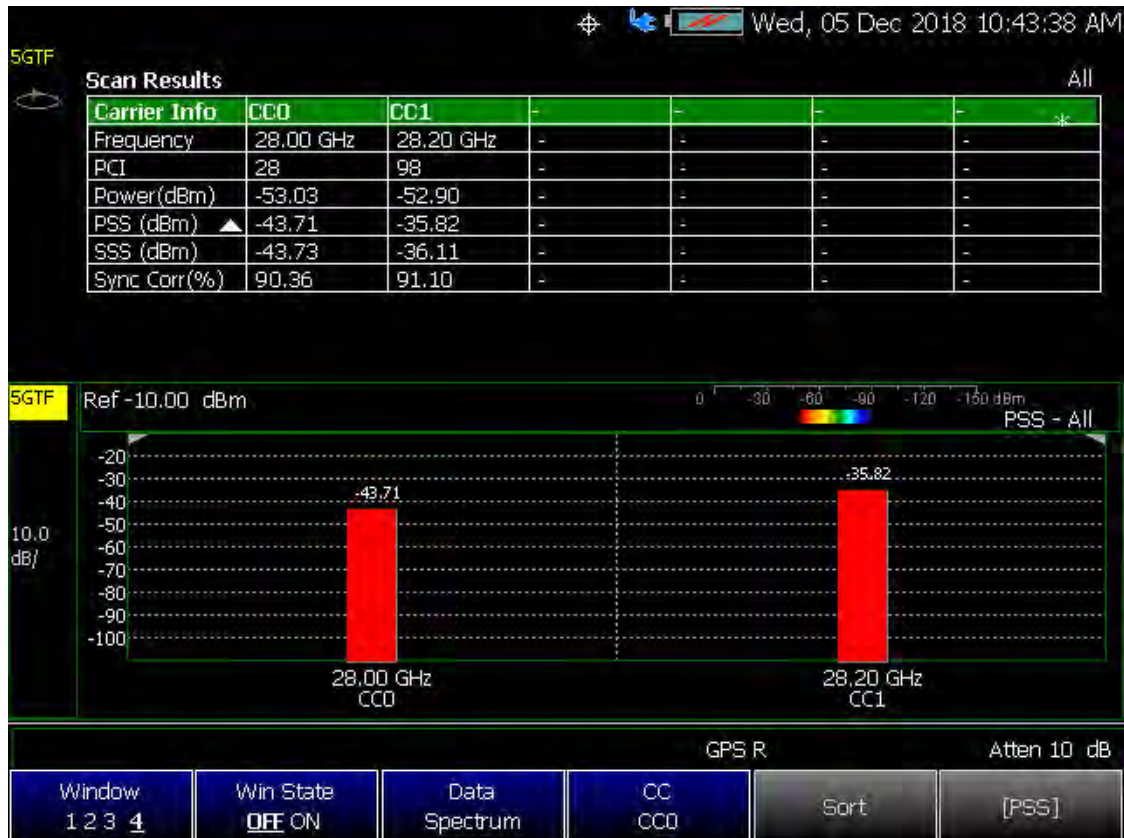 Wed, 05 Dec 2018 10:43:38 AM
5GTF
Scan Results All
Carrier Info CC0 CC1 - - - - *
Frequency 28.00 GHz 28.20 GHz - - - -
PCI 28 98 - - - -
Power(dBm) -53.03 -52.90 - - - -
PSS (dBm) -43.71 -35.82 - - - -
SSS (dBm) -43.73 -36.11 - - - -
Sync Corr(%) 90.36 91.10 - - - -
5GTF Ref -10.00 dBm 0 -30 -60 -90 -120 -150 dBm
PSS - All
-20
-30
-40
-50
-60
-70
-80
-90
-100
10.0
dB/
-43.71 -35.82
28.00 GHz 28.20 GHz
CC0 CC1
GPS R Atten 10 dB
Window Win State Data CC Sort [PSS]
1 2 3 4 OFF ON Spectrum CC0